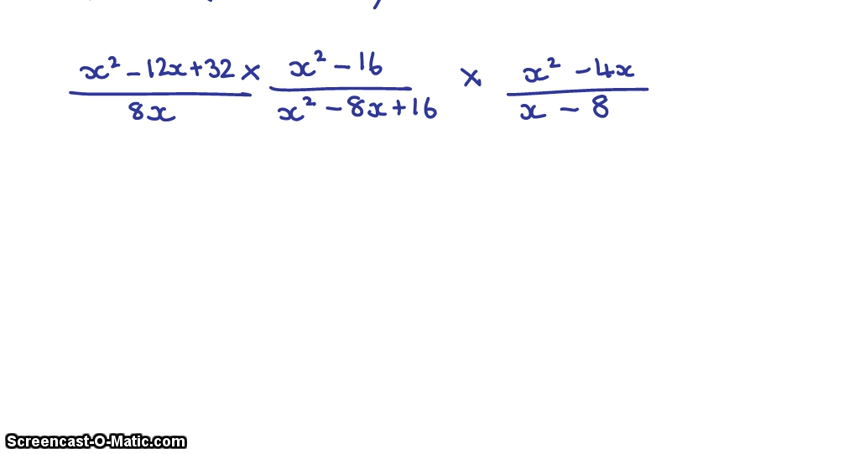 x² - 12x + 32 × x² - 16 × x² - 4x
8x x² - 8x + 16 x - 8
Screencast-O-Matic.com